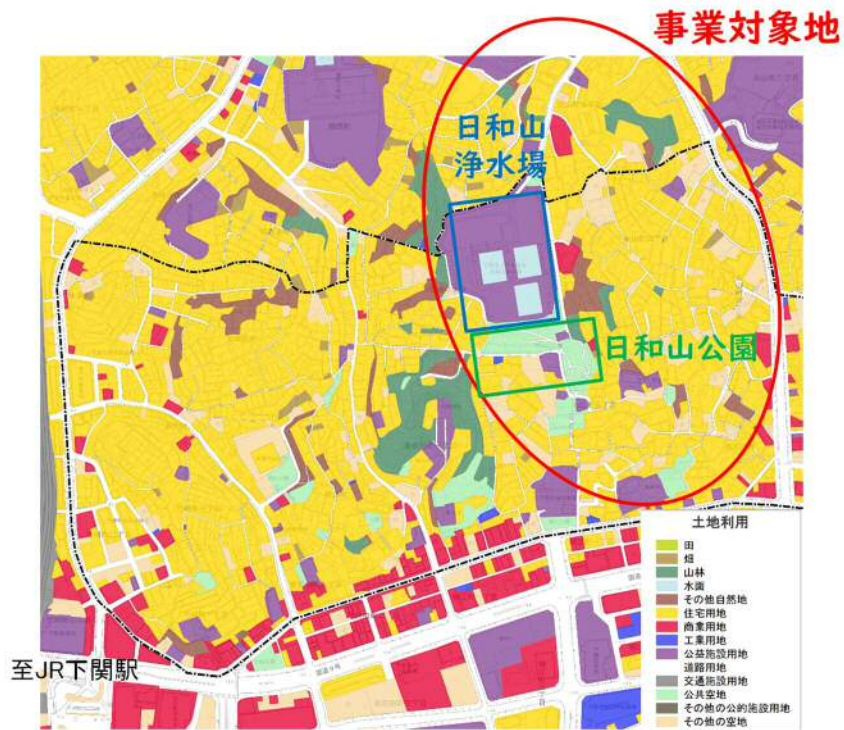 事業対象地
日和山
浄水場
日和山公園
至JR下関駅
国道9号
土地利用
田
畑
山林
水面
その他自然地
住宅用地
商業用地
工業用地
公益施設用地
道路用地
交通施設用地
公共空地
その他の公的施設用地
その他の空地